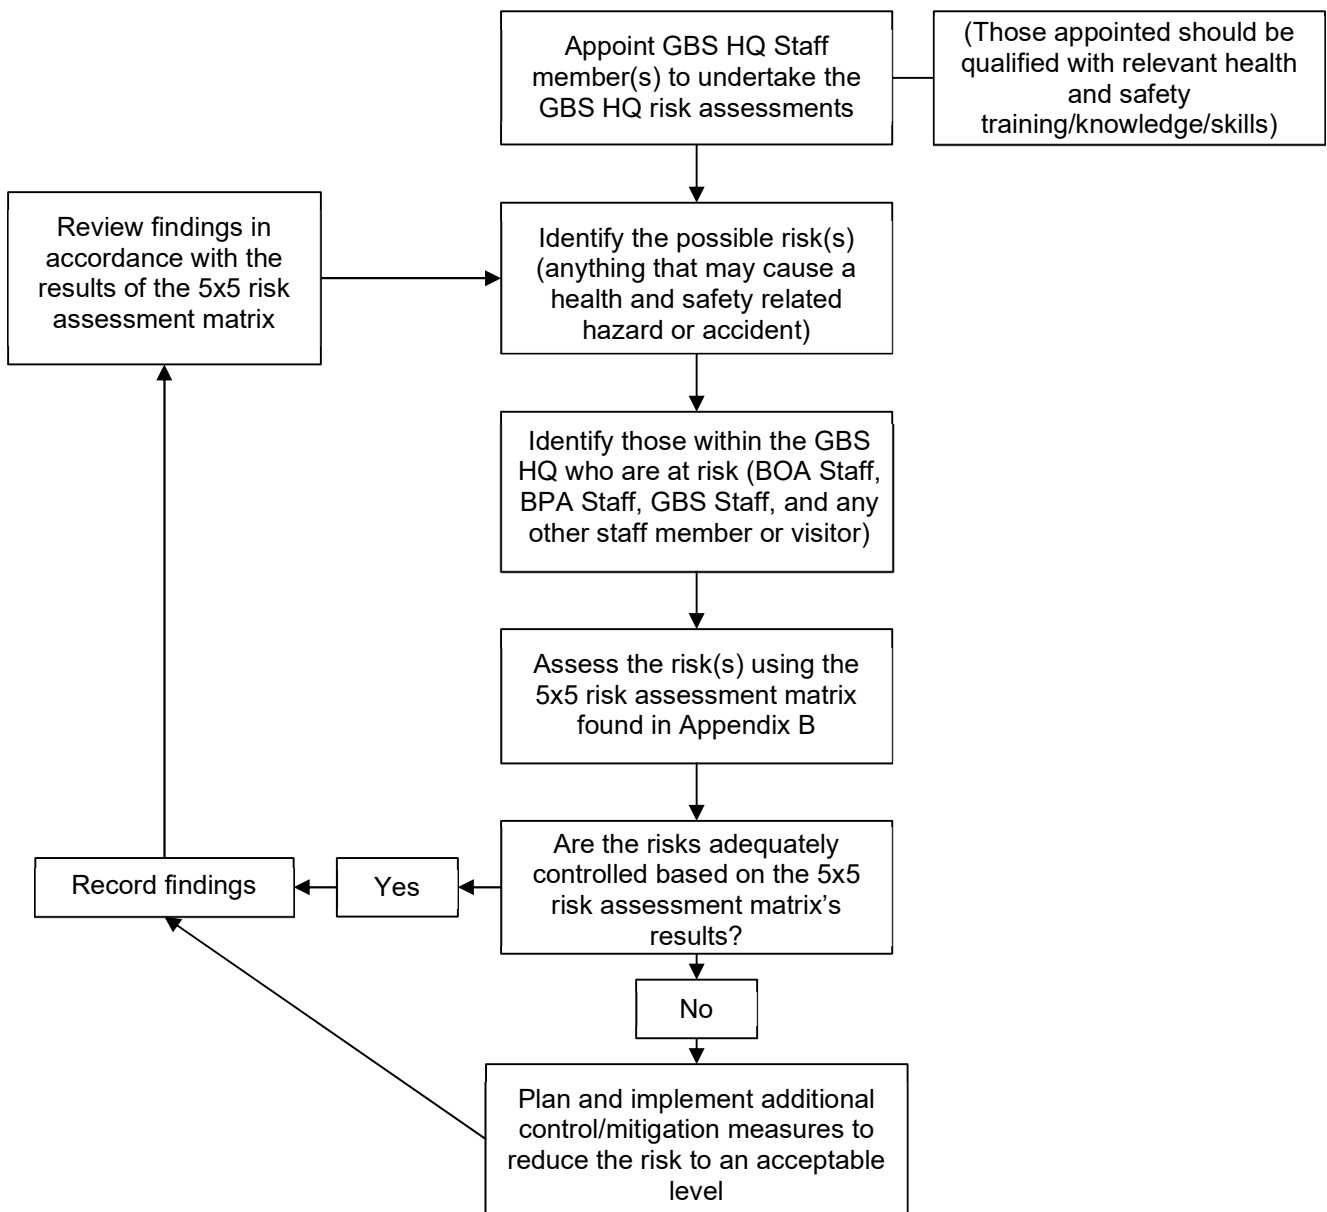 Appoint GBS HQ Staff
member(s) to undertake the
GBS HQ risk assessments
(Those appointed should be
qualified with relevant health
and safety
training/knowledge/skills)
Review findings in
accordance with the
results of the 5x5 risk
assessment matrix
Identify the possible risk(s)
(anything that may cause a
health and safety related
hazard or accident)
Identify those within the GBS
HQ who are at risk (BOA Staff,
BPA Staff, GBS Staff, and any
other staff member or visitor)
Assess the risk(s) using the
5x5 risk assessment matrix
found in Appendix B
Are the risks adequately
controlled based on the 5x5
risk assessment matrix’s
results?
Yes
Record findings
No
Plan and implement additional
control/mitigation measures to
reduce the risk to an acceptable
level